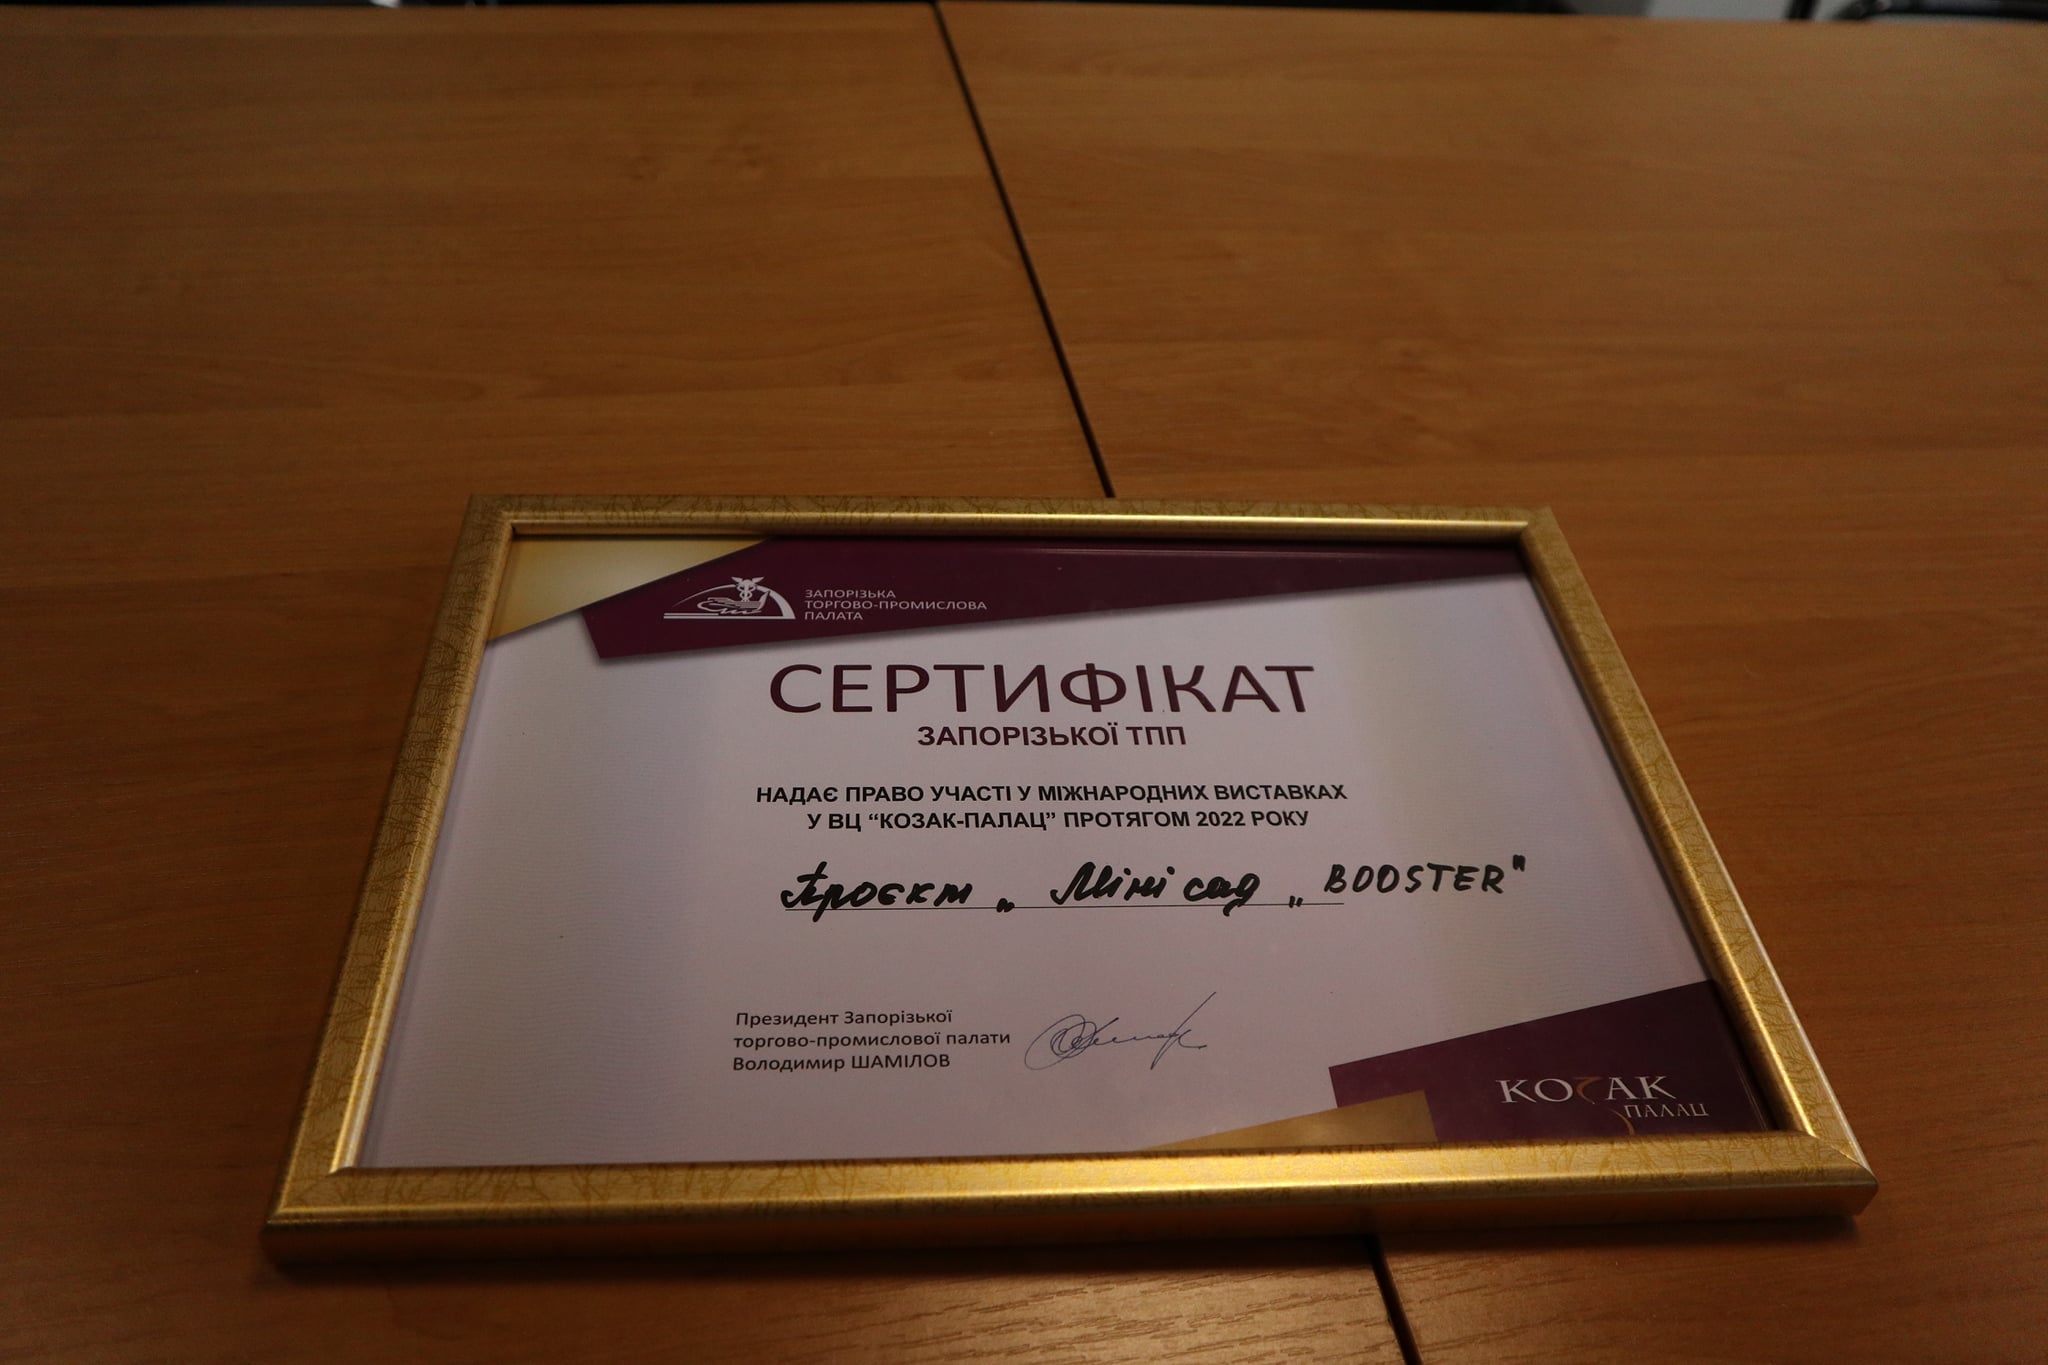 ЗАПОРІЗЬКА
ТОРГОВО-ПРОМИСЛОВА
ПАЛАТА
СЕРТИФІКАТ
ЗАПОРІЗЬКОЇ ТПП
НАДАЄ ПРАВО УЧАСТІ У МІЖНАРОДНИХ ВИСТАВКАХ
У ВЦ “КОЗАК-ПАЛАЦ” ПРОТЯГОМ 2022 РОКУ
Проєкт „Міні сад „BOOSTER”
Президент Запорізької
торгово-промислової палати
Володимир ШАМІЛОВ
КОЗАК
ПАЛАЦ